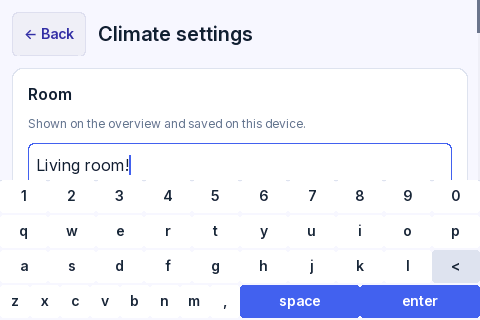 ← Back
Climate settings
Room
Shown on the overview and saved on this device.
Living room!
1 2 3 4 5 6 7 8 9 0
q w e r t y u i o p
a s d f g h j k l <
z x c v b n m , space enter